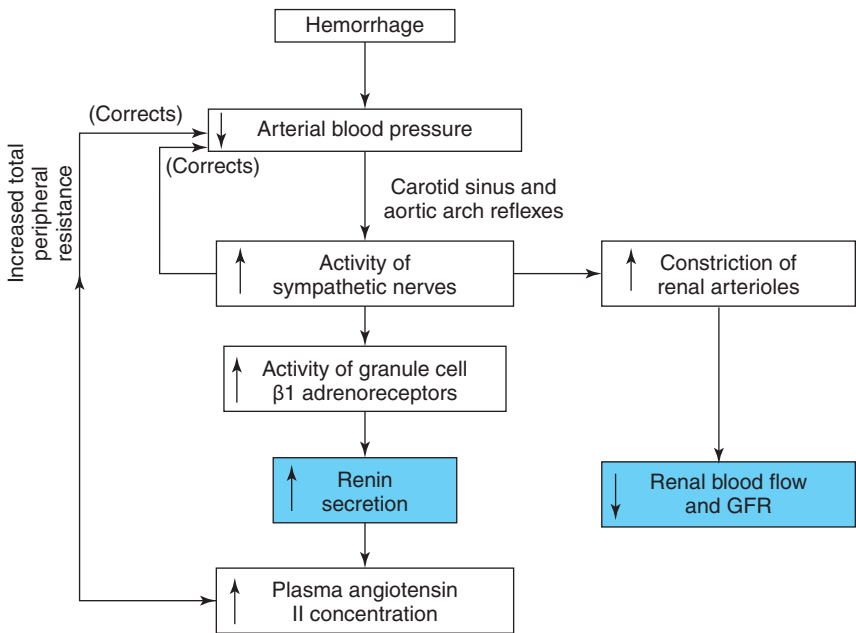 Hemorrhage
(Corrects)
Arterial blood pressure
(Corrects)
Carotid sinus and
aortic arch reflexes
Increased total
peripheral
resistance
Activity of
sympathetic nerves
Constriction of
renal arterioles
Activity of granule cell
β1 adrenoreceptors
Renin
secretion
Renal blood flow
and GFR
Plasma angiotensin
II concentration